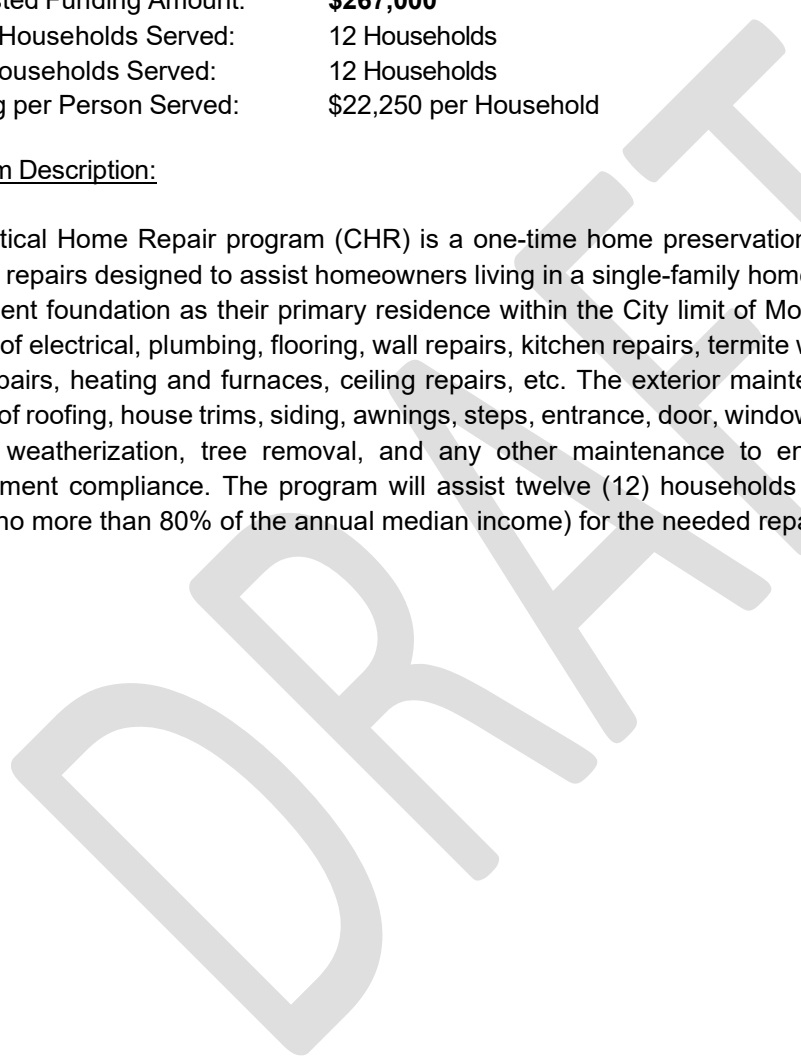 sted Funding Amount: $267,000
Households Served: 12 Households
ouseholds Served: 12 Households
g per Person Served: $22,250 per Household
m Description:
tical Home Repair program (CHR) is a one-time home preservation
repairs designed to assist homeowners living in a single-family hom
ent foundation as their primary residence within the City limit of Mo
of electrical, plumbing, flooring, wall repairs, kitchen repairs, termite
pairs, heating and furnaces, ceiling repairs, etc. The exterior mainte
of roofing, house trims, siding, awnings, steps, entrance, door, window
weatherization, tree removal, and any other maintenance to en
ment compliance. The program will assist twelve (12) households
no more than 80% of the annual median income) for the needed repa
DRAFT